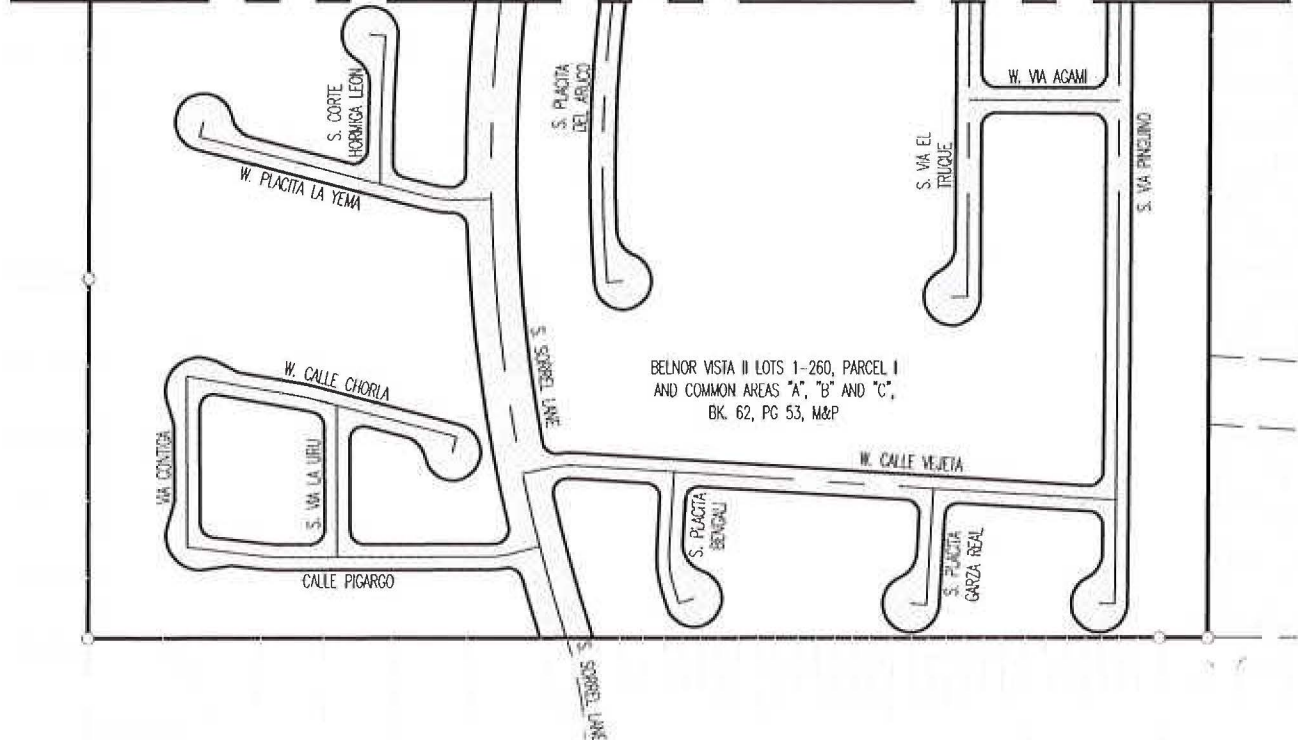 S. CORTE
HORMIGA LEON
W. PLACITA LA YEMA
S. PLACITA
DEL ARUCO
W. VIA AGAMI
S. VIA EL
TRUQUE
S. VIA PINGUINO
S. SORREL LANE
BELNOR VISTA II LOTS 1-260, PARCEL I
AND COMMON AREAS "A", "B" AND "C",
BK. 62, PG 53, M&P
W. CALLE CHORLA
VIA CONTIGA
S. VIA LA URU
CALLE PIGARGO
W. CALLE VEJETA
S. PLACITA
BENGALI
S. PLACITA
GARZA REAL
S. SORREL LANE